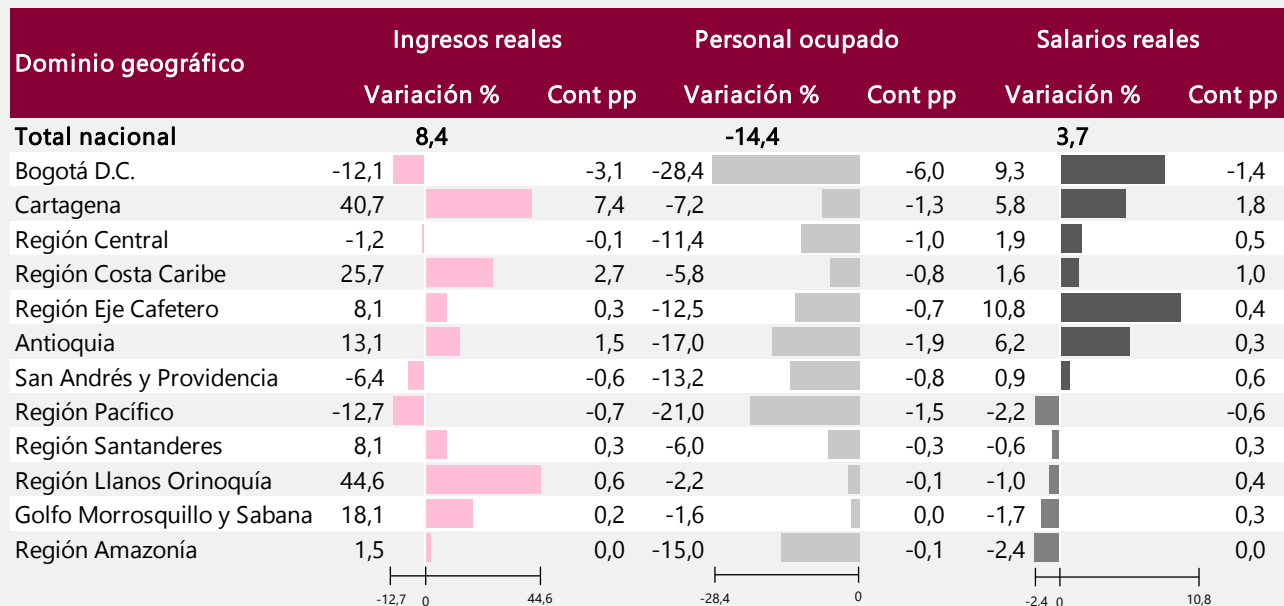 Dominio geográfico Ingresos reales Personal ocupado Salarios reales
Variación % Cont pp Variación % Cont pp Variación % Cont pp
Total nacional 8,4 -14,4 3,7
Bogotá D.C. -12,1 -3,1 -28,4 -6,0 9,3 -1,4
Cartagena 40,7 7,4 -7,2 -1,3 5,8 1,8
Región Central -1,2 -0,1 -11,4 -1,0 1,9 0,5
Región Costa Caribe 25,7 2,7 -5,8 -0,8 1,6 1,0
Región Eje Cafetero 8,1 0,3 -12,5 -0,7 10,8 0,4
Antioquia 13,1 1,5 -17,0 -1,9 6,2 0,3
San Andrés y Providencia -6,4 -0,6 -13,2 -0,8 0,9 0,6
Región Pacífico -12,7 -0,7 -21,0 -1,5 -2,2 -0,6
Región Santanderes 8,1 0,3 -6,0 -0,3 -0,6 0,3
Región Llanos Orinoquía 44,6 0,6 -2,2 -0,1 -1,0 0,4
Golfo Morrosquillo y Sabana 18,1 0,2 -1,6 0,0 -1,7 0,3
Región Amazonía 1,5 0,0 -15,0 -0,1 -2,4 0,0
-12,7 0 44,6 -28,4 0 -2,4 0 10,8